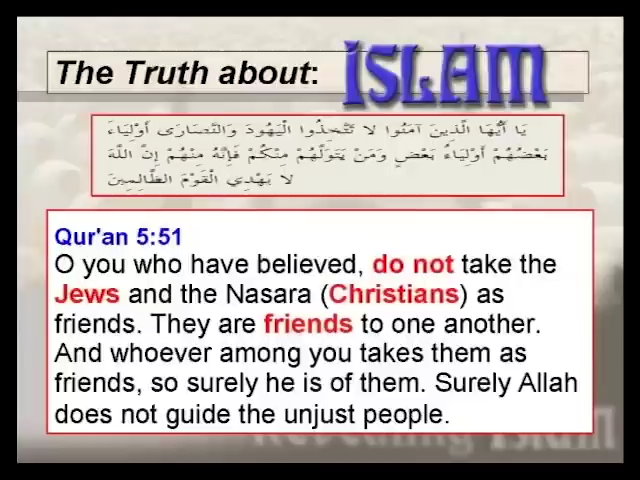 The Truth about: ISLAM
يَا أَيُّهَا الَّذِينَ آمَنُوا لَا تَتَّخِذُوا الْيَهُودَ وَالنَّصَارَى أَوْلِيَاءَ
بَعْضُهُمْ أَوْلِيَاءُ بَعْضٍ وَمَنْ يَتَوَلَّهُمْ مِنْكُمْ فَإِنَّهُ مِنْهُمْ إِنَّ اللَّهَ
لَا يَهْدِي الْقَوْمَ الظَّالِمِينَ
Qur'an 5:51
O you who have believed, do not take the
Jews and the Nasara (Christians) as
friends. They are friends to one another.
And whoever among you takes them as
friends, so surely he is of them. Surely Allah
does not guide the unjust people.
Revealing Islam